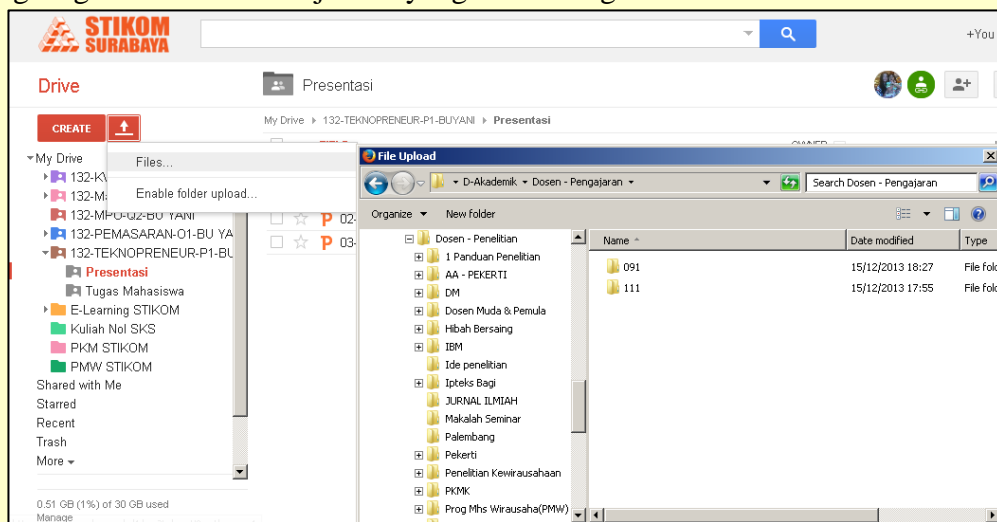 STIKOM
SURABAYA
+You
Drive
Presentasi
My Drive ▸ 132-TEKNOPRENEUR-P1-BUYANI ▸ Presentasi
CREATE
Files...
Enable folder upload...
My Drive
132-KV
132-M
132-MPU-Q2-BU YANI
132-PEMASARAN-O1-BU YA
132-TEKNOPRENEUR-P1-BU
Presentasi
Tugas Mahasiswa
E-Learning STIKOM
Kuliah Nol SKS
PKM STIKOM
PMW STIKOM
Shared with Me
Starred
Recent
Trash
More
0.51 GB (1%) of 30 GB used
Manage
P 02-
P 03-
File Upload
D-Akademik ▸ Dosen - Pengajaran
Search Dosen - Pengajaran
Organize New folder
Dosen - Penelitian
1 Panduan Penelitian
AA - PEKERTI
DM
Dosen Muda & Pemula
Hibah Bersaing
IBM
Ide penelitian
Ipteks Bagi
JURNAL ILMIAH
Makalah Seminar
Palembang
Pekerti
Penelitian Kewirausahaan
PKMK
Prog Mhs Wirausaha(PMW)
Name Date modified Type
091 15/12/2013 18:27 File fold
111 15/12/2013 17:55 File fold